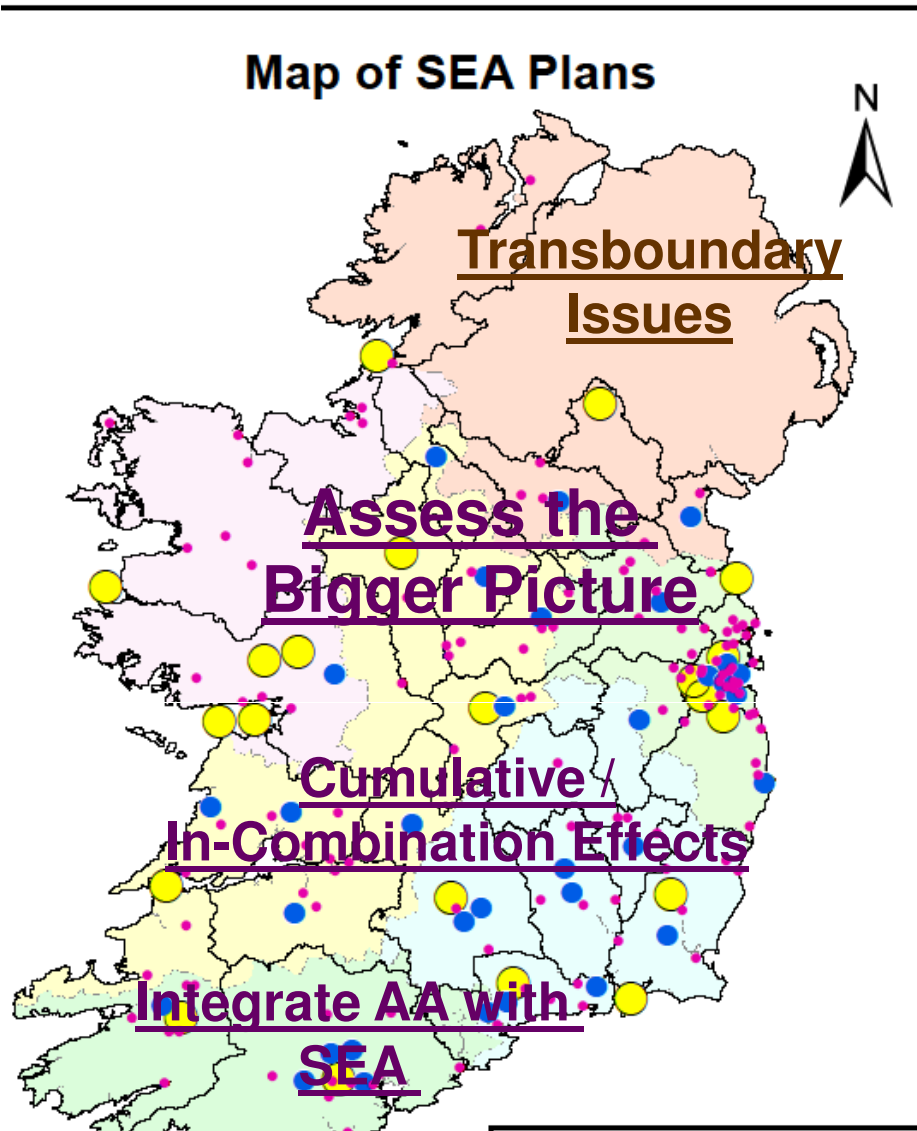 Map of SEA Plans
N
Transboundary
Issues
Assess the
Bigger Picture
Cumulative /
In-Combination Effects
Integrate AA with
SEA